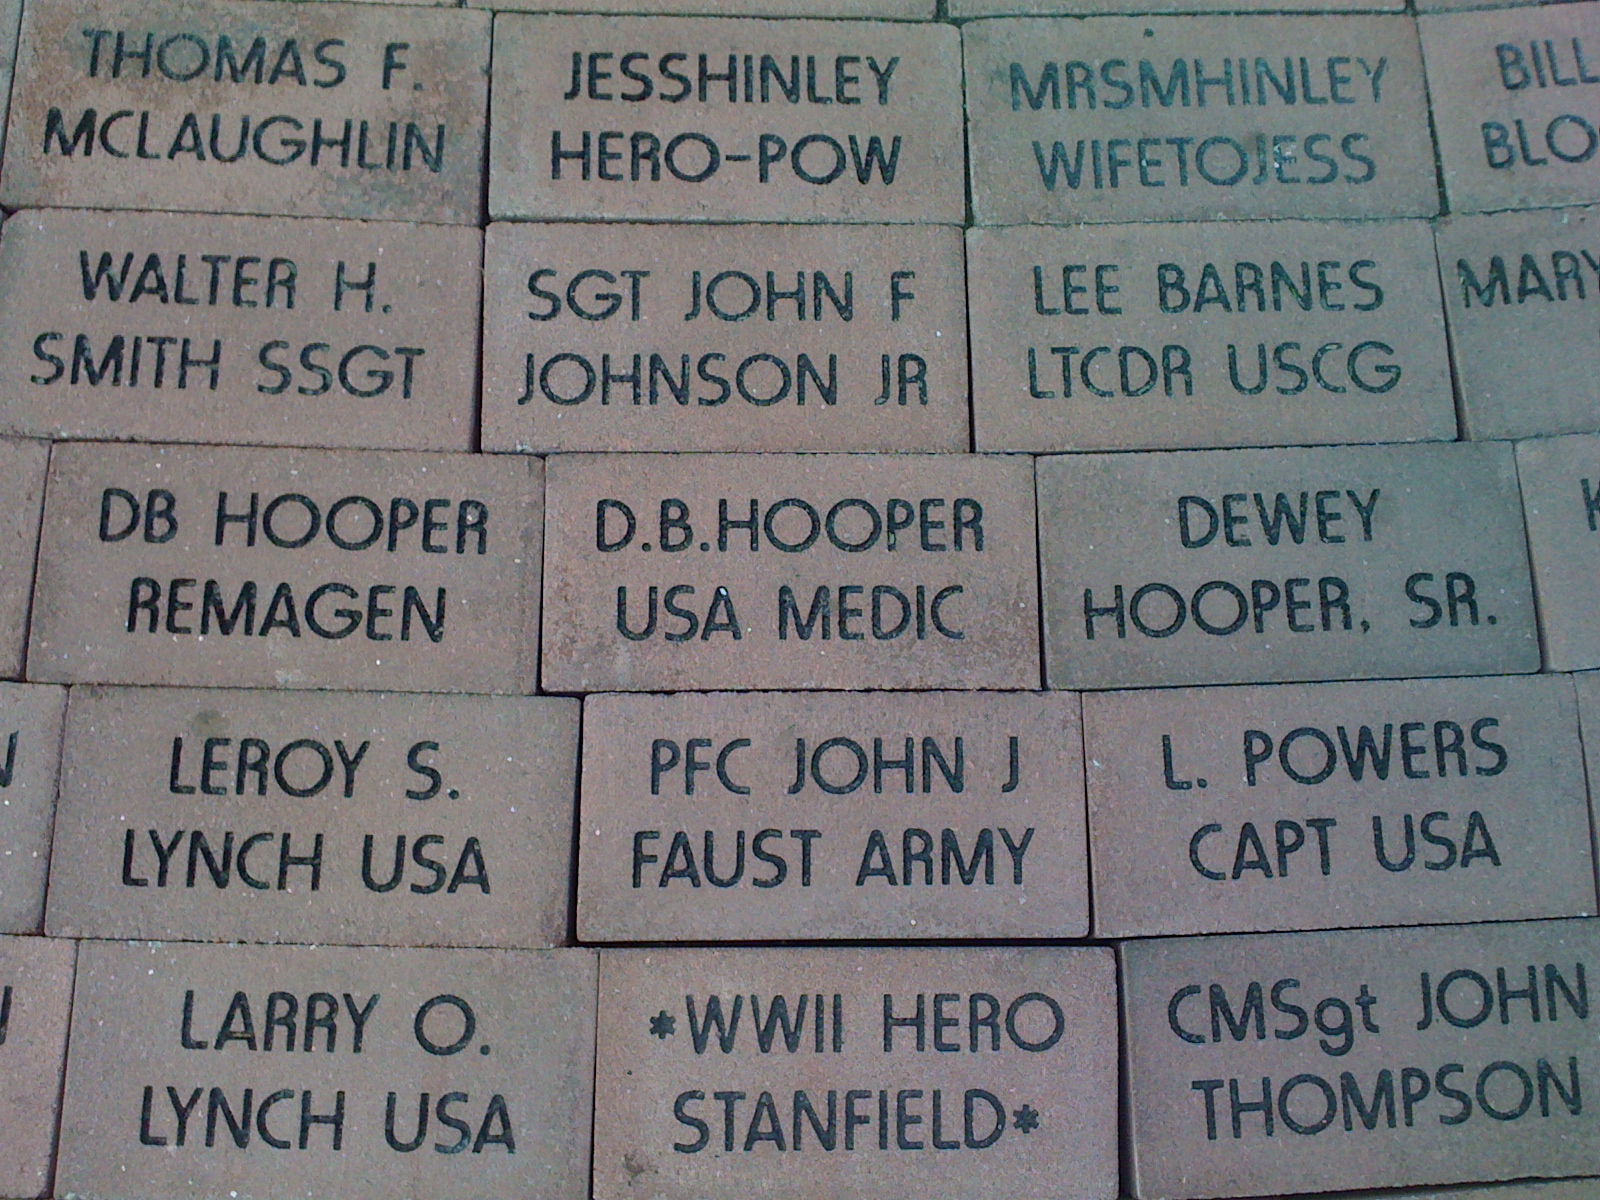 THOMAS F.
MCLAUGHLIN
JESSHINLEY
HERO-POW
MRSMHINLEY
WIFETOJESS
BILL
WALTER H.
SMITH SSGT
SGT JOHN F
JOHNSON JR
LEE BARNES
LTCDR USCG
MARY
DB HOOPER
REMAGEN
D.B.HOOPER
USA MEDIC
DEWEY
HOOPER, SR.
LEROY S.
LYNCH USA
PFC JOHN J
FAUST ARMY
L. POWERS
CAPT USA
LARRY O.
LYNCH USA
*WWII HERO
STANFIELD*
CMSgt JOHN
THOMPSON